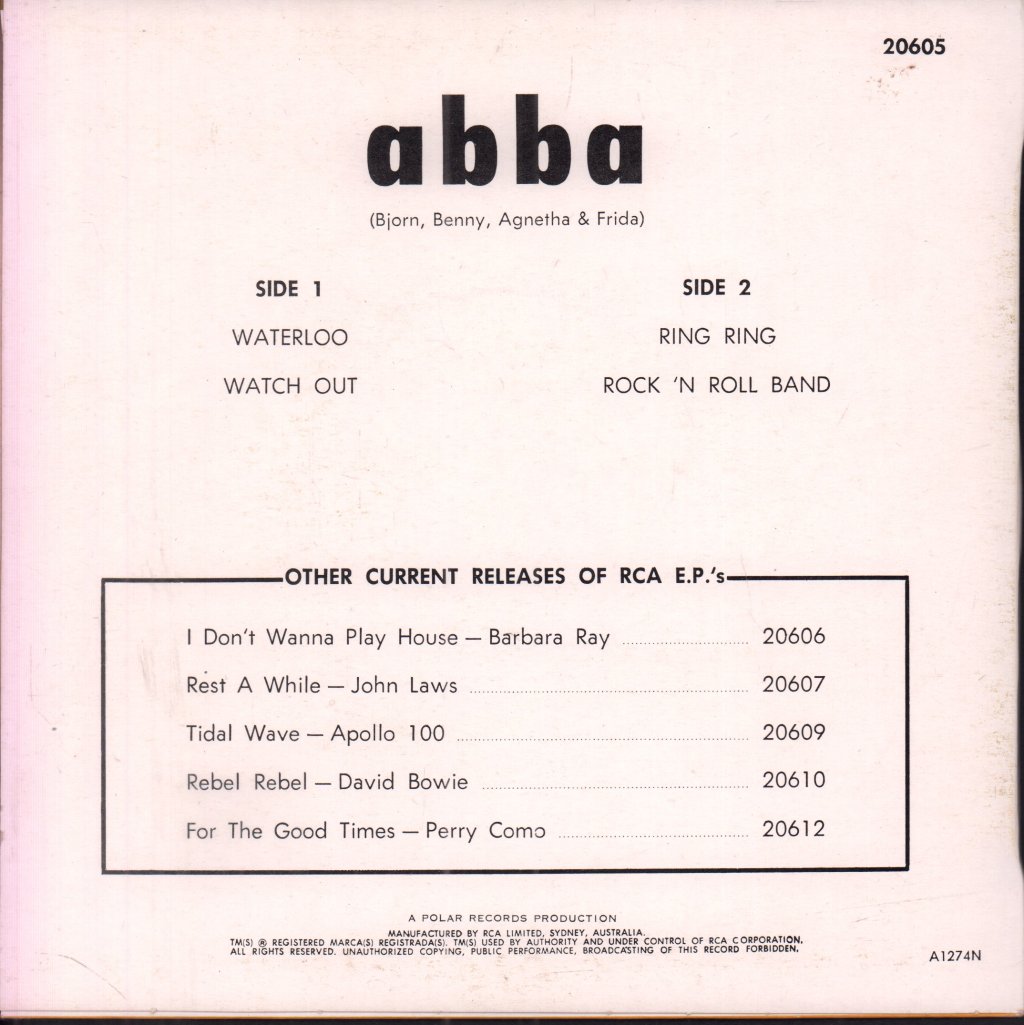 20605
abba
(Bjorn, Benny, Agnetha & Frida)
SIDE 1
WATERLOO
WATCH OUT
SIDE 2
RING RING
ROCK 'N ROLL BAND
OTHER CURRENT RELEASES OF RCA E.P.'s
I Don't Wanna Play House — Barbara Ray 20606
Rest A While — John Laws 20607
Tidal Wave — Apollo 100 20609
Rebel Rebel — David Bowie 20610
For The Good Times — Perry Como 20612
A POLAR RECORDS PRODUCTION
MANUFACTURED BY RCA LIMITED, SYDNEY, AUSTRALIA.
TM(S) ® REGISTERED MARCA(S) REGISTRADA(S). TM(S) USED BY AUTHORITY AND UNDER CONTROL OF RCA CORPORATION.
ALL RIGHTS RESERVED. UNAUTHORIZED COPYING, PUBLIC PERFORMANCE, BROADCASTING OF THIS RECORD FORBIDDEN.
A1274N